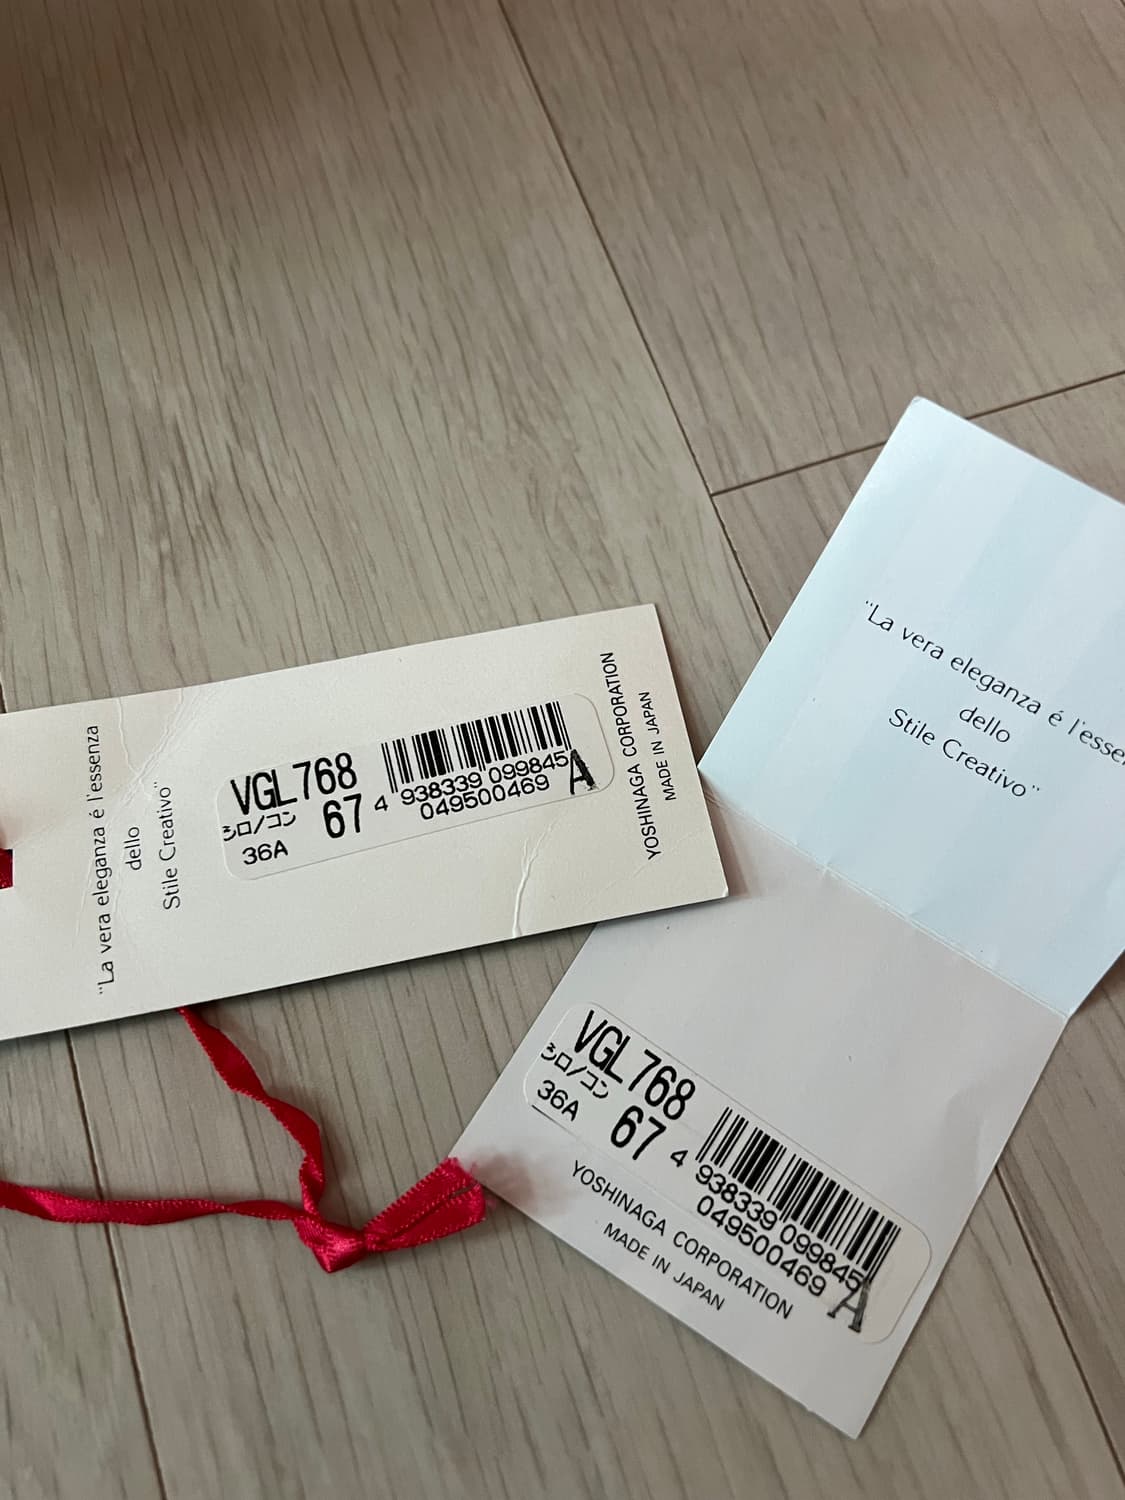 "La vera eleganza é l'essenza
dello
Stile Creativo"
VGL768
シロ/コン 67
36A
4 938339 099845
049500469 A
YOSHINAGA CORPORATION
MADE IN JAPAN
"La vera eleganza é
dello
Stile Creativo"
VGL768
シロ/コン 67
36A
4 938339 099845
049500469 A
YOSHINAGA CORPORATION
MADE IN JAPAN